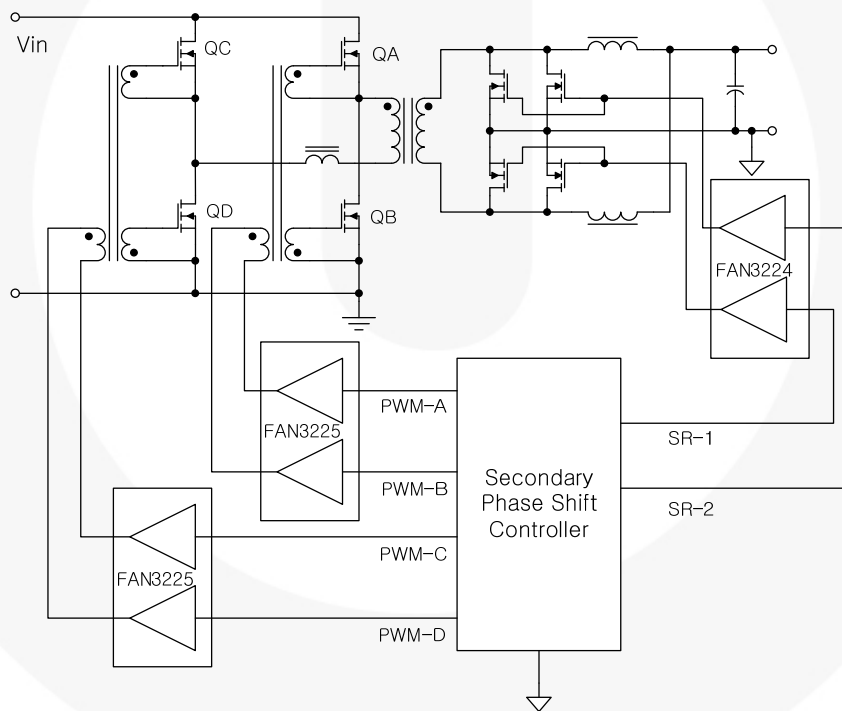 Vin
QC
QA
QD
QB
FAN3224
FAN3225
PWM-A
PWM-B
SR-1
SR-2
Secondary
Phase Shift
Controller
FAN3225
PWM-C
PWM-D